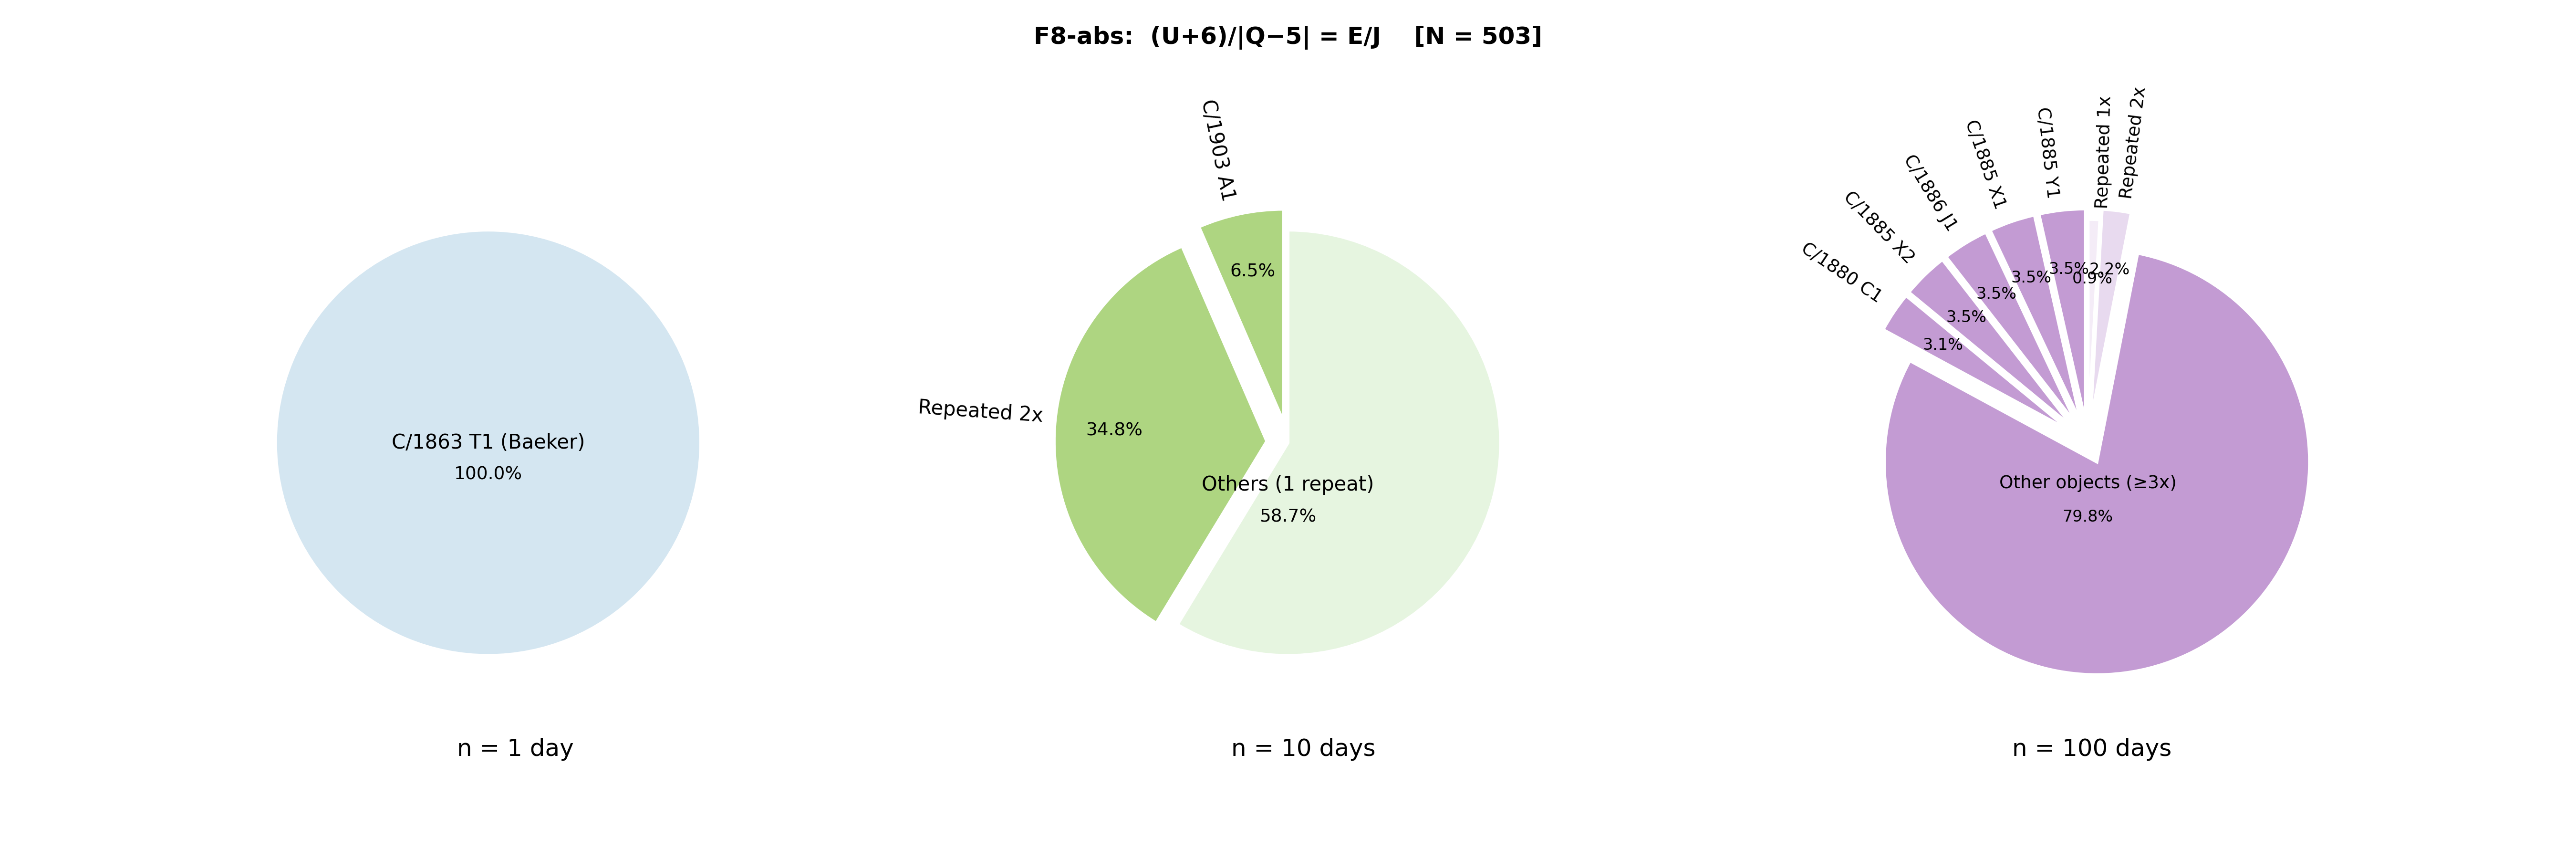 F8-abs:  (U+6)/|Q−5| = E/J    [N = 503]
C/1863 T1 (Baeker)
100.0%
n = 1 day
C/1903 A1
6.5%
Repeated 2x
34.8%
Others (1 repeat)
58.7%
n = 10 days
C/1880 C1
3.1%
C/1885 X2
3.5%
C/1886 J1
3.5%
C/1885 X1
3.5%
C/1885 Y1
3.5%
Repeated 1x
0.9%
Repeated 2x
2.2%
Other objects (≥3x)
79.8%
n = 100 days